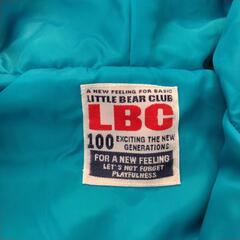 A NEW FEELING FOR BASIC
LITTLE BEAR CLUB
LBC
100 EXCITING THE NEW
GENERATIONS
FOR A NEW FEELING
LET'S NOT FORGET
PLAYFULNESS